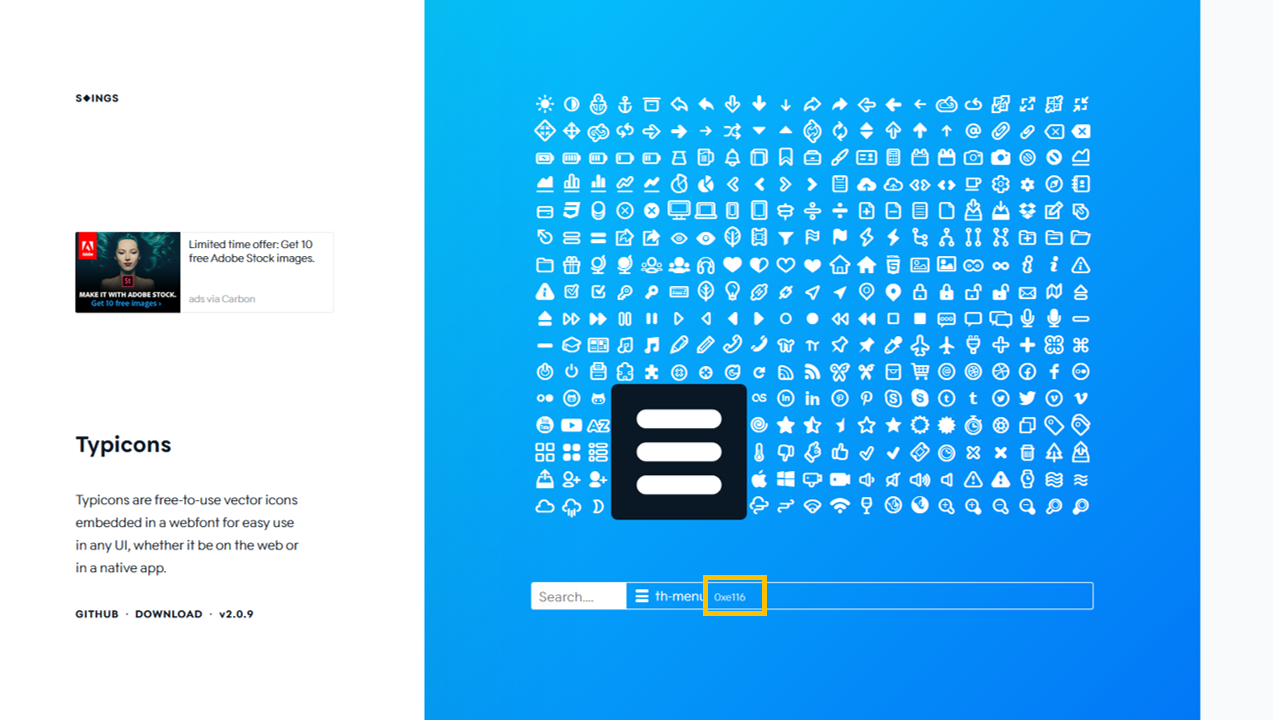 S◆INGS
Limited time offer: Get 10
free Adobe Stock images.
ads via Carbon
Adobe
St
MAKE IT WITH ADOBE STOCK.
Get 10 free images ›
Typicons
Typicons are free-to-use vector icons
embedded in a webfont for easy use
in any UI, whether it be on the web or
in a native app.
GITHUB · DOWNLOAD · v2.0.9
Search....
th-menu
0xe116